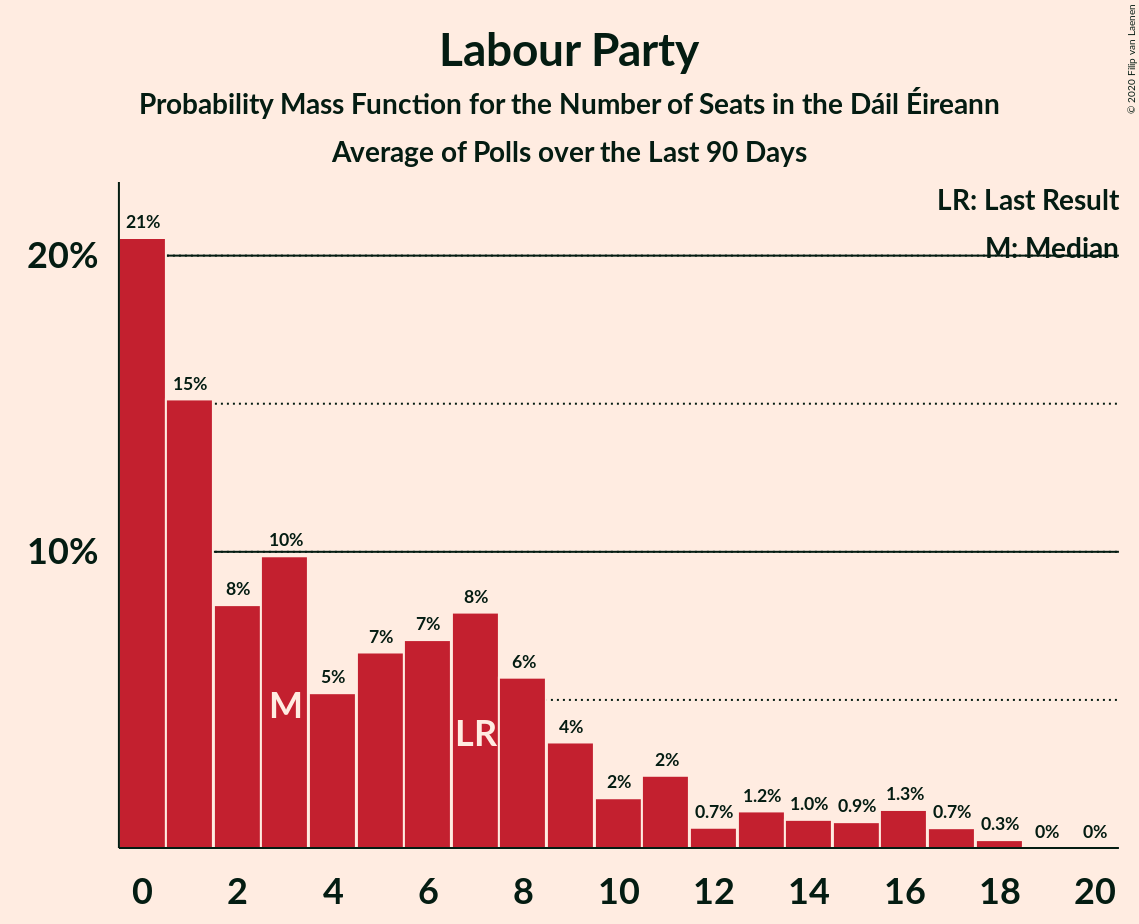 Labour Party
Probability Mass Function for the Number of Seats in the Dáil Éireann
Average of Polls over the Last 90 Days
© 2020 Filip van Laenen
LR: Last Result
M: Median
20%
10%
21%
15%
8%
10%
5%
7%
7%
8%
6%
4%
2%
2%
0.7%
1.2%
1.0%
0.9%
1.3%
0.7%
0.3%
0%
0%
M
LR
0 2 4 6 8 10 12 14 16 18 20